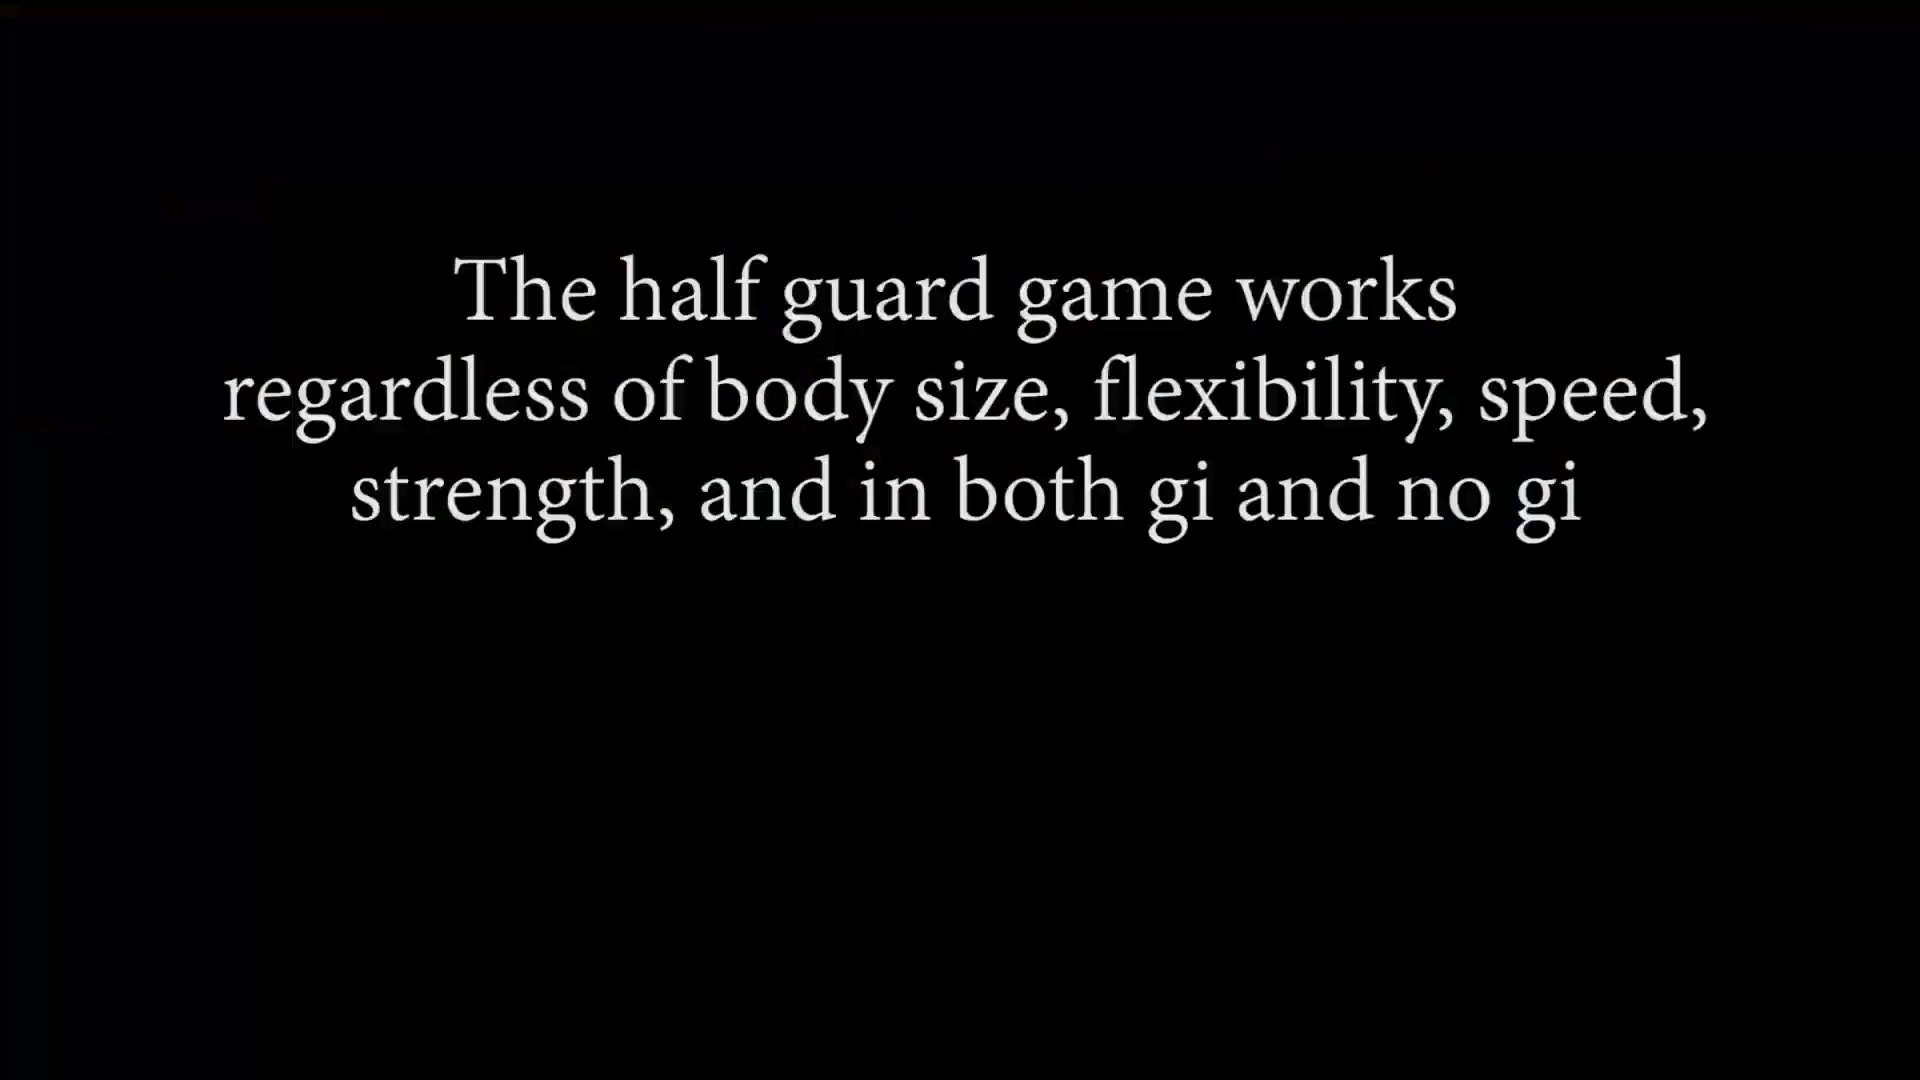 The half guard game works
regardless of body size, flexibility, speed,
strength, and in both gi and no gi